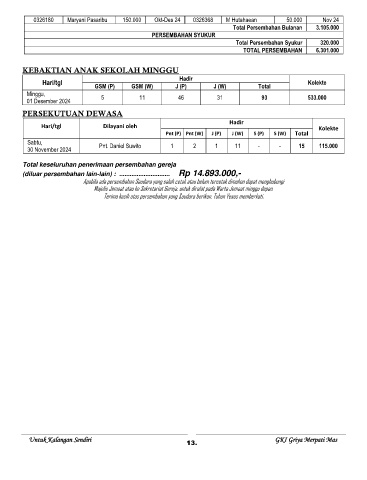 0326180 Maryani Pasaribu 150.000 Okt-Des 24 0326368 M Hutahaean 50.000 Nov 24
Total Persembahan Bulanan 3.105.000
PERSEMBAHAN SYUKUR
Total Persembahan Syukur 320.000
TOTAL PERSEMBAHAN 6.301.000
KEBAKTIAN ANAK SEKOLAH MINGGU
Hari/tgl Hadir Kolekte
GSM (P) GSM (W) J (P) J (W) Total
Minggu,
01 Desember 2024 5 11 46 31 93 533.000
PERSEKUTUAN DEWASA
Hari/tgl Dilayani oleh Hadir Kolekte
Pnt (P) Pnt (W) J (P) J (W) S (P) S (W) Total
Sabtu,
30 November 2024 Pnt. Daniel Suwito 1 2 1 11 - - 15 115.000
Total keseluruhan penerimaan persembahan gereja
(diluar persembahan lain-lain) : ............................ Rp 14.893.000,-
Apabila ada persembahan Saudara yang salah cetak atau belum tercetak dimohon dapat menghubungi
Majelis Jemaat atau ke Sekretariat Gereja, untuk diralat pada Warta Jemaat minggu depan
Terima kasih atas persembahan yang Saudara berikan. Tuhan Yesus memberkati.
Untuk Kalangan Sendiri
13.
GKI Griya Merpati Mas